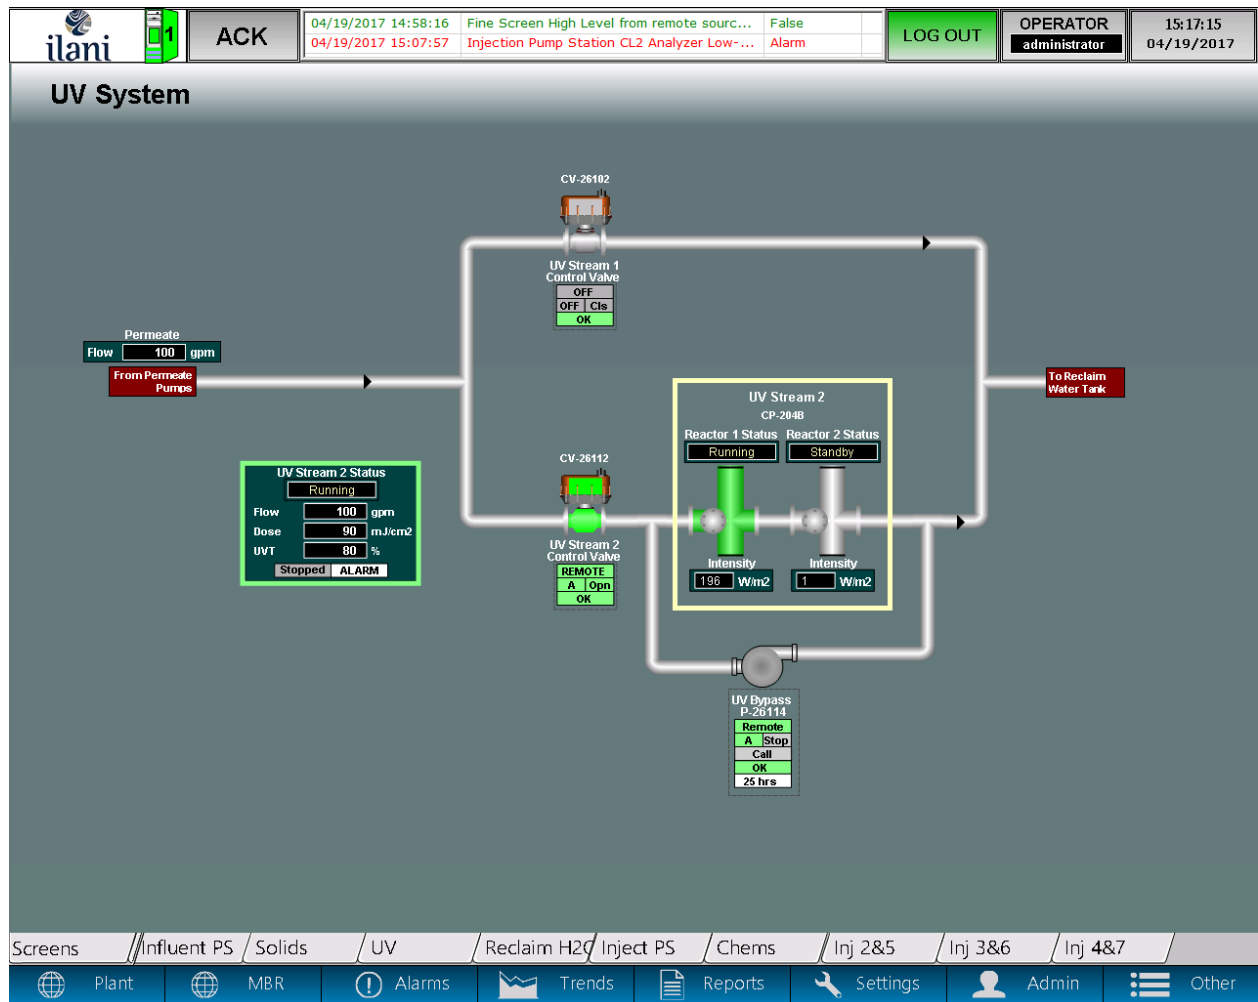 ilani
1
ACK
04/19/2017 14:58:16 Fine Screen High Level from remote sourc... False
04/19/2017 15:07:57 Injection Pump Station CL2 Analyzer Low-... Alarm
LOG OUT
OPERATOR
administrator
15:17:15
04/19/2017
UV System
CV-26102
UV Stream 1
Control Valve
OFF
OFF Cls
OK
Permeate
Flow 100 gpm
From Permeate
Pumps
To Reclaim
Water Tank
UV Stream 2
CP-204B
Reactor 1 Status Reactor 2 Status
Running Standby
Intensity Intensity
196 W/m2 1 W/m2
CV-26112
UV Stream 2
Control Valve
REMOTE
A Opn
OK
UV Stream 2 Status
Running
Flow 100 gpm
Dose 90 mJ/cm2
UVT 80 %
Stopped ALARM
UV Bypass
P-26114
Remote
A Stop
Call
OK
25 hrs
Screens Influent PS Solids UV Reclaim H2O Inject PS Chems Inj 2&5 Inj 3&6 Inj 4&7
Plant MBR Alarms Trends Reports Settings Admin Other